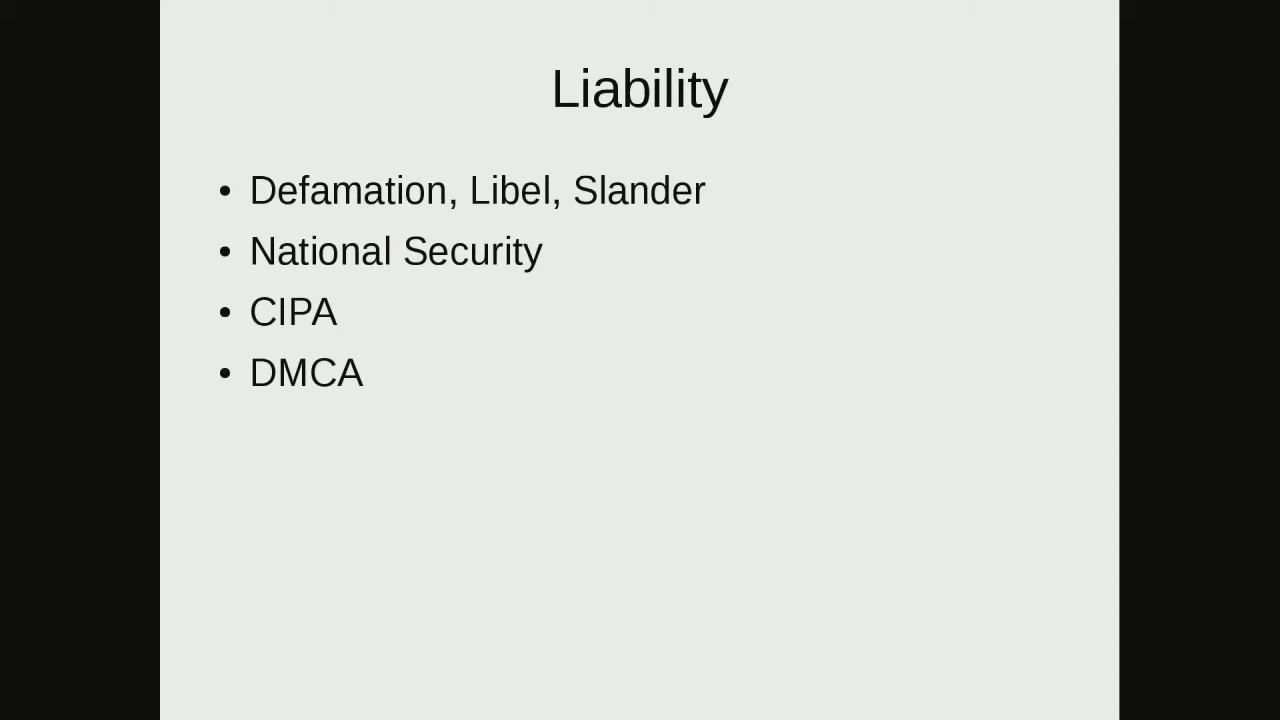 Liability
• Defamation, Libel, Slander
• National Security
• CIPA
• DMCA